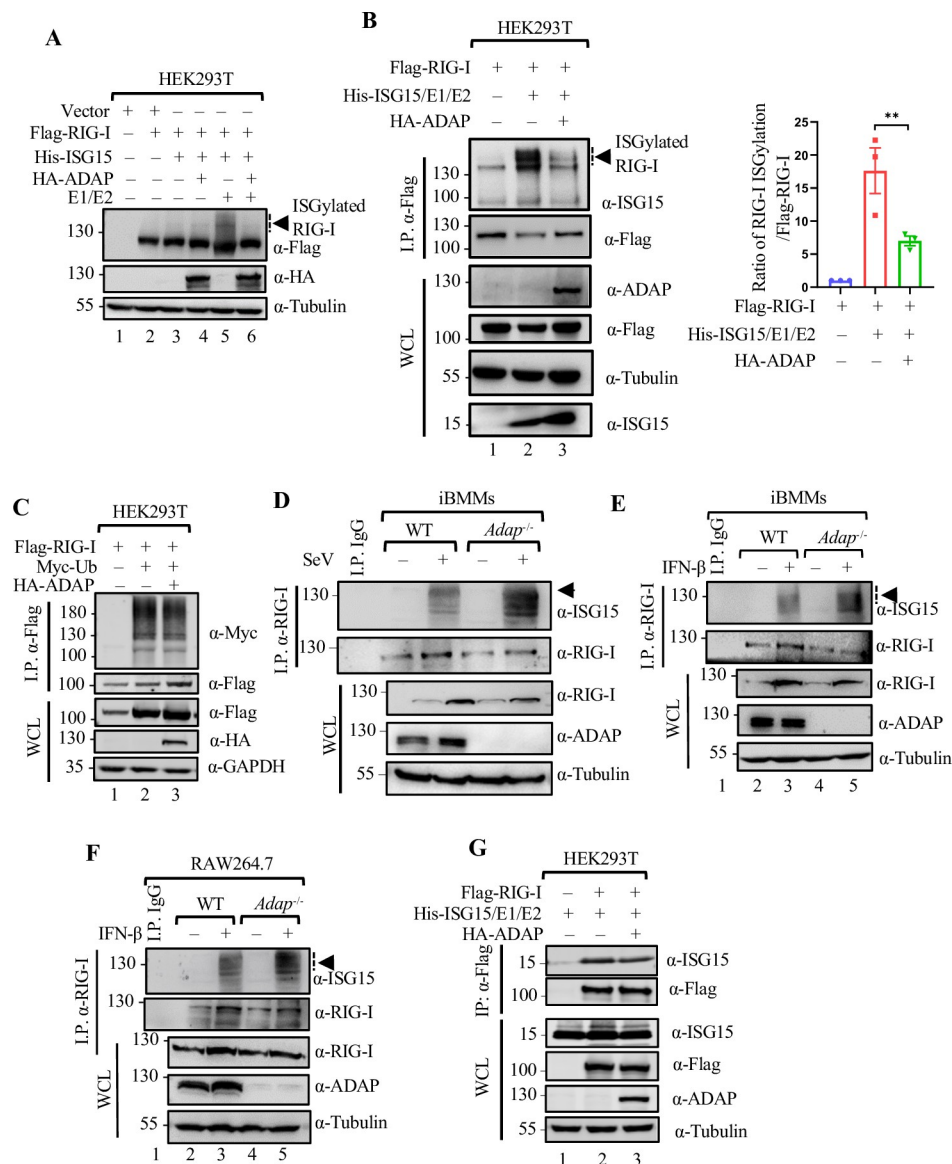 A
HEK293T
Vector + + – – – –
Flag-RIG-I – + + + + +
His-ISG15 – – + + + +
HA-ADAP – – – + – +
E1/E2 – – – – + +
130
ISGylated
RIG-I
α-Flag
130
α-HA
55
α-Tubulin
1 2 3 4 5 6
B
HEK293T
Flag-RIG-I + + +
His-ISG15/E1/E2 – + +
HA-ADAP – – +
I.P. α-Flag
130
100
ISGylated
RIG-I
α-ISG15
130
100
α-Flag
WCL
130
α-ADAP
100
α-Flag
55
α-Tubulin
15
α-ISG15
1 2 3
Ratio of RIG-I ISGylation
/Flag-RIG-I
25
20
15
10
5
0
**
Flag-RIG-I + + +
His-ISG15/E1/E2 – + +
HA-ADAP – – +
C
HEK293T
Flag-RIG-I + + +
Myc-Ub – + +
HA-ADAP – – +
I.P. α-Flag
180
130
100
α-Myc
100
α-Flag
WCL
100
α-Flag
130
α-HA
35
α-GAPDH
1 2 3
D
iBMMs
I.P. IgG
WT Adap-/-
SeV – + – +
I.P. α-RIG-I
130
α-ISG15
130
α-RIG-I
WCL
130
α-RIG-I
130
α-ADAP
55
α-Tubulin
E
iBMMs
I.P. IgG
WT Adap-/-
IFN-β – + – +
I.P. α-RIG-I
130
α-ISG15
130
α-RIG-I
WCL
130
α-RIG-I
130
α-ADAP
55
α-Tubulin
1 2 3 4 5
F
RAW264.7
I.P. IgG
WT Adap-/-
IFN-β – + – +
I.P. α-RIG-I
130
α-ISG15
130
α-RIG-I
WCL
130
α-RIG-I
130
α-ADAP
55
α-Tubulin
1 2 3 4 5
G
HEK293T
Flag-RIG-I – + +
His-ISG15/E1/E2 + + +
HA-ADAP – – +
IP: α-Flag
15
α-ISG15
100
α-Flag
WCL
15
α-ISG15
100
α-Flag
130
α-ADAP
55
α-Tubulin
1 2 3